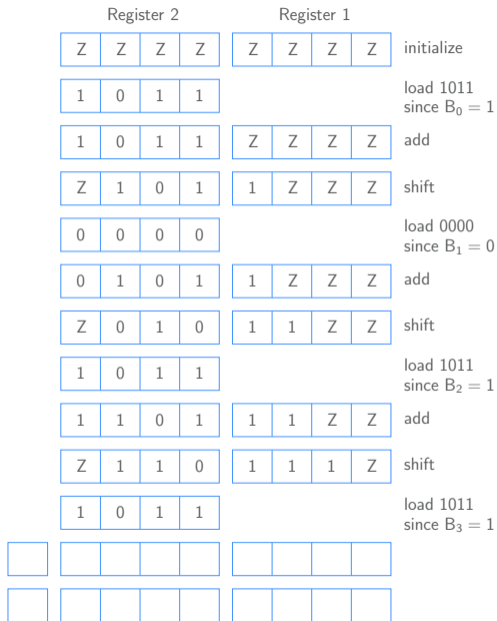 Register 2 Register 1
Z Z Z Z Z Z Z Z initialize
1 0 1 1 load 1011
since B₀ = 1
1 0 1 1 Z Z Z Z add
Z 1 0 1 1 Z Z Z shift
0 0 0 0 load 0000
since B₁ = 0
0 1 0 1 1 Z Z Z add
Z 0 1 0 1 1 Z Z shift
1 0 1 1 load 1011
since B₂ = 1
1 1 0 1 1 1 Z Z add
Z 1 1 0 1 1 1 Z shift
1 0 1 1 load 1011
since B₃ = 1